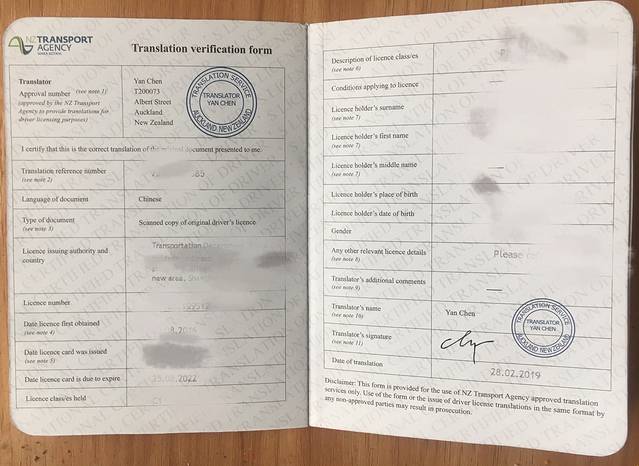 NZ TRANSPORT
AGENCY
WAKA KOTAHI
Translation verification form
Translator
Approval number (see note 1)
(approved by the NZ Transport
Agency to provide translations for
driver licensing purposes)
Yan Chen
T200073
Albert Street
Auckland
New Zealand
TRANSLATION SERVICE
TRANSLATOR
YAN CHEN
AUCKLAND, NEW ZEALAND
I certify that this is the correct translation of the original document presented to me.
Translation reference number
(see note 2)
Language of document Chinese
Type of document Scanned copy of original driver's licence
(see note 3)
Licence issuing authority and Transportation
country
new area,
Licence number
Date licence first obtained
(see note 4)
Date licence card was issued
(see note 5)
Date licence card is due to expire
Licence class/es held
Description of licence class/es
(see note 6)
Conditions applying to licence —
Licence holder's surname
(see note 7)
Licence holder's first name
(see note 7)
Licence holder's middle name —
(see note 7)
Licence holder's place of birth
Licence holder's date of birth
Gender
Any other relevant licence details Please
(see note 8)
Translator's additional comments —
(see note 9)
Translator's name Yan Chen
(see note 10)
Translator's signature
(see note 11)
TRANSLATION SERVICE
TRANSLATOR
YAN CHEN
AUCKLAND, NEW ZEALAND
Date of translation 28.02.2019
Disclaimer: This form is provided for the use of NZ Transport Agency approved translation
services only. Use of the form or the issue of driver license translations in the same format by
any non-approved parties may result in prosecution.